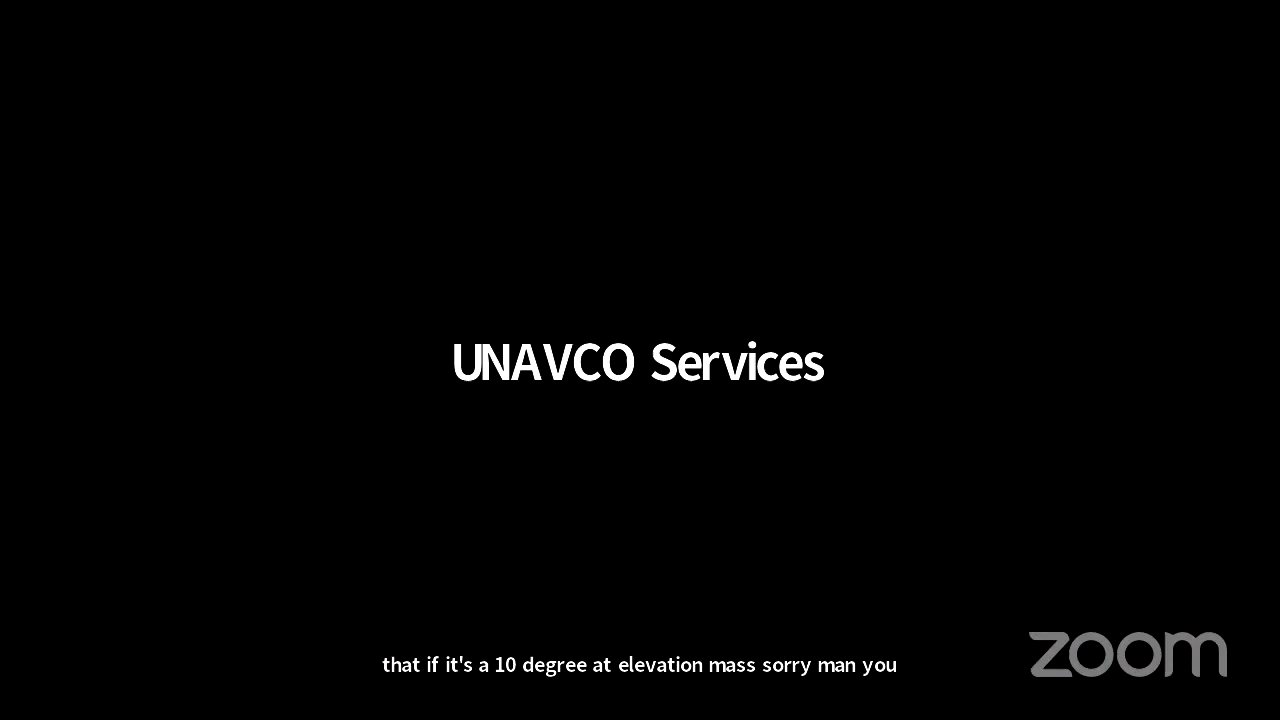 UNAVCO Services
that if it's a 10 degree at elevation mass sorry man you
zoom